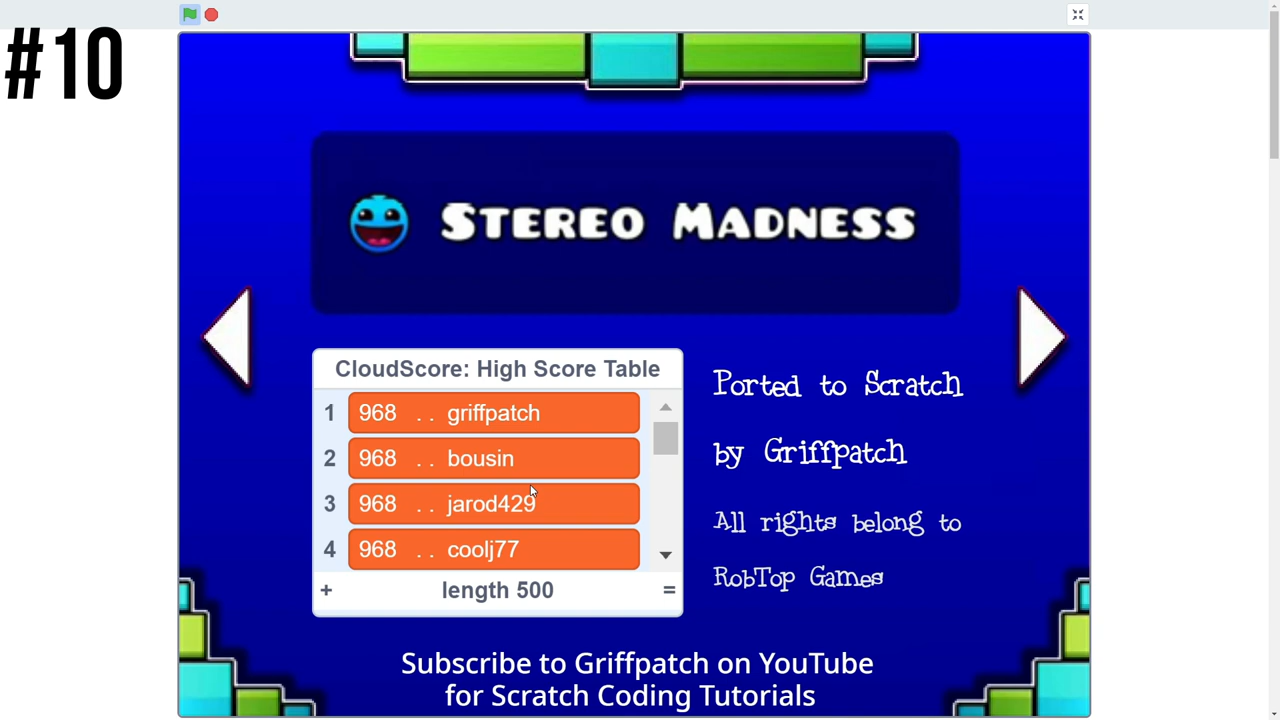 #10
STEREO MADNESS
CloudScore: High Score Table
1 968 . . griffpatch
2 968 . . bousin
3 968 . . jarod429
4 968 . . coolj77
+ length 500 =
Ported to Scratch
by Griffpatch
All rights belong to
RobTop Games
Subscribe to Griffpatch on YouTube
for Scratch Coding Tutorials